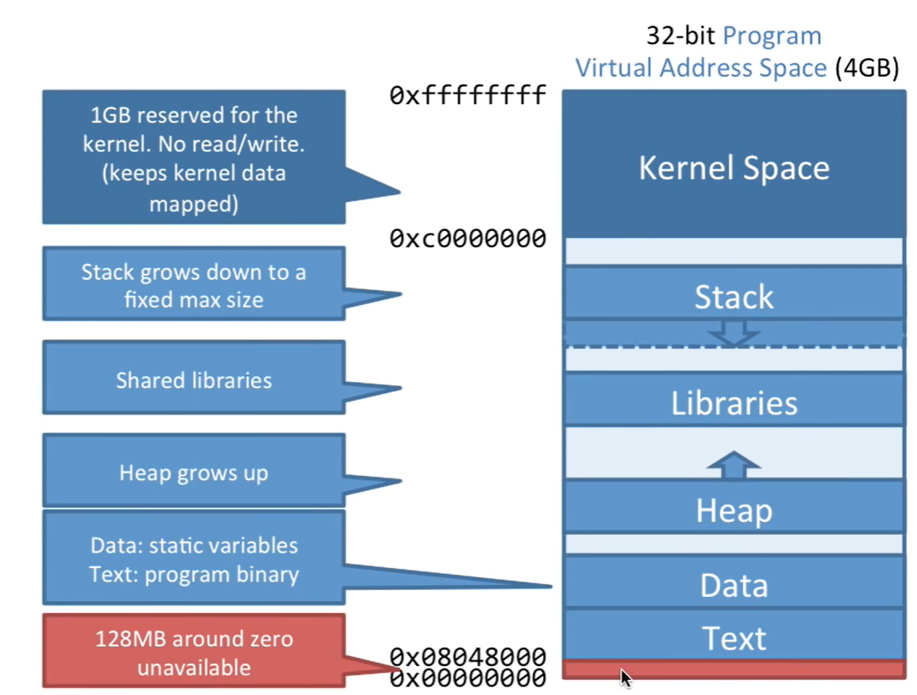 32-bit Program
Virtual Address Space (4GB)
0xffffffff
1GB reserved for the
kernel. No read/write.
(keeps kernel data
mapped)
Kernel Space
0xc0000000
Stack grows down to a
fixed max size
Stack
Shared libraries
Libraries
Heap grows up
Heap
Data: static variables
Text: program binary
Data
Text
128MB around zero
unavailable
0x08048000
0x00000000